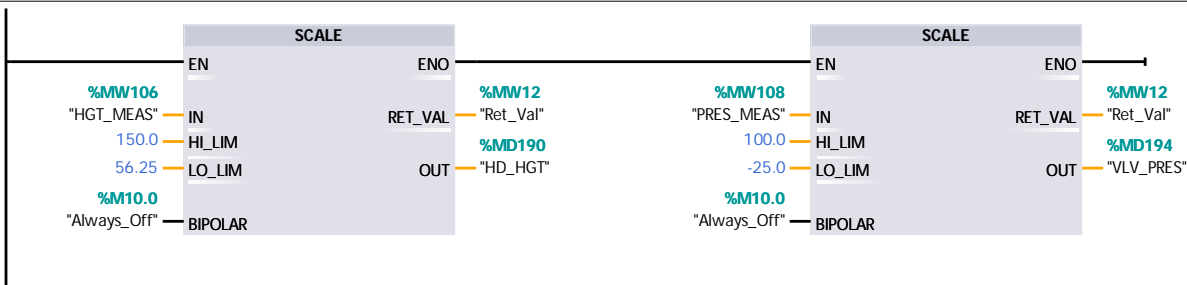 SCALE
EN ENO
%MW106 %MW12
"HGT_MEAS" IN RET_VAL "Ret_Val"
150.0 HI_LIM %MD190
56.25 LO_LIM OUT "HD_HGT"
%M10.0
"Always_Off" BIPOLAR
SCALE
EN ENO
%MW108 %MW12
"PRES_MEAS" IN RET_VAL "Ret_Val"
100.0 HI_LIM %MD194
-25.0 LO_LIM OUT "VLV_PRES"
%M10.0
"Always_Off" BIPOLAR